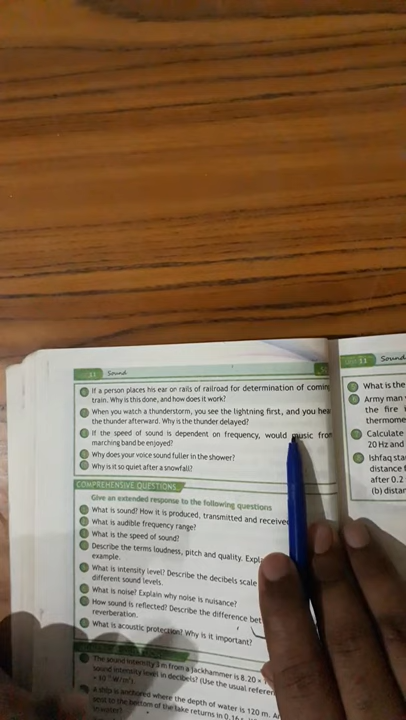 11 Sound
If a person places his ear on rails of railroad for determination of coming
train. Why is this done, and how does it work?
When you watch a thunderstorm, you see the lightning first, and you hea
the thunder afterward. Why is the thunder delayed?
If the speed of sound is dependent on frequency, would music from
marching band be enjoyed?
Why does your voice sound fuller in the shower?
Why is it so quiet after a snowfall?
COMPREHENSIVE QUESTIONS
Give an extended response to the following questions
What is sound? How it is produced, transmitted and received
What is audible frequency range?
What is the speed of sound?
Describe the terms loudness, pitch and quality. Expl
example.
What is intensity level? Describe the decibels scale
different sound levels.
What is noise? Explain why noise is nuisance?
How sound is reflected? Describe the difference bet
reverberation.
What is acoustic protection? Why is it important?
The sound intensity 3 m from a jackhammer is 8.20 ×
sound intensity level in decibels? (Use the usual referen
A ship is anchored where the depth of water is 120 m. A
sent to the bottom of the lake returns in 0.16
in water?
11 Sound
What is the
Army man
the fire
thermome
Calculate
20 Hz and
Ishfaq sta
distance
after 0.2
(b) distan